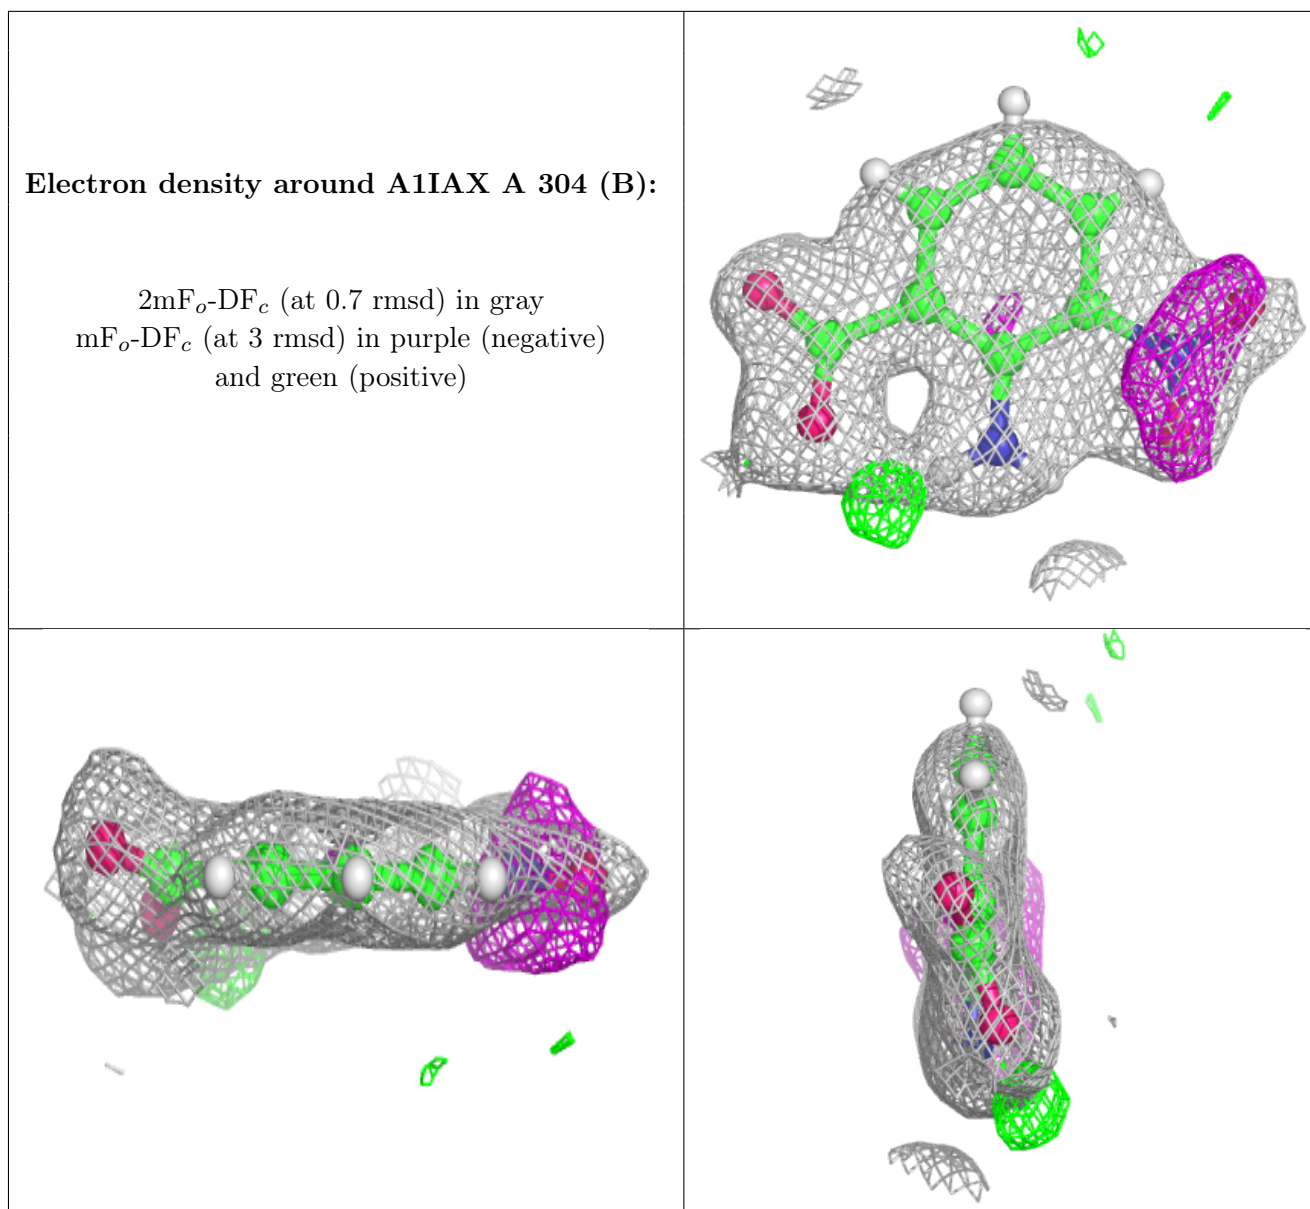 Electron density around A1IAX A 304 (B):
2mFₒ-DF𝒸 (at 0.7 rmsd) in gray
mFₒ-DF𝒸 (at 3 rmsd) in purple (negative)
and green (positive)